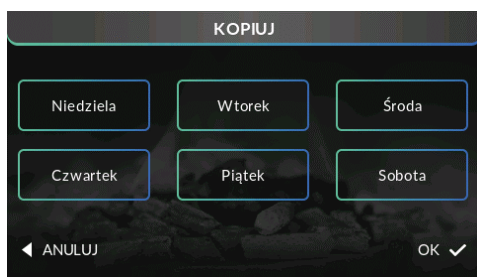 KOPIUJ
Niedziela Wtorek Środa
Czwartek Piątek Sobota
ANULUJ OK